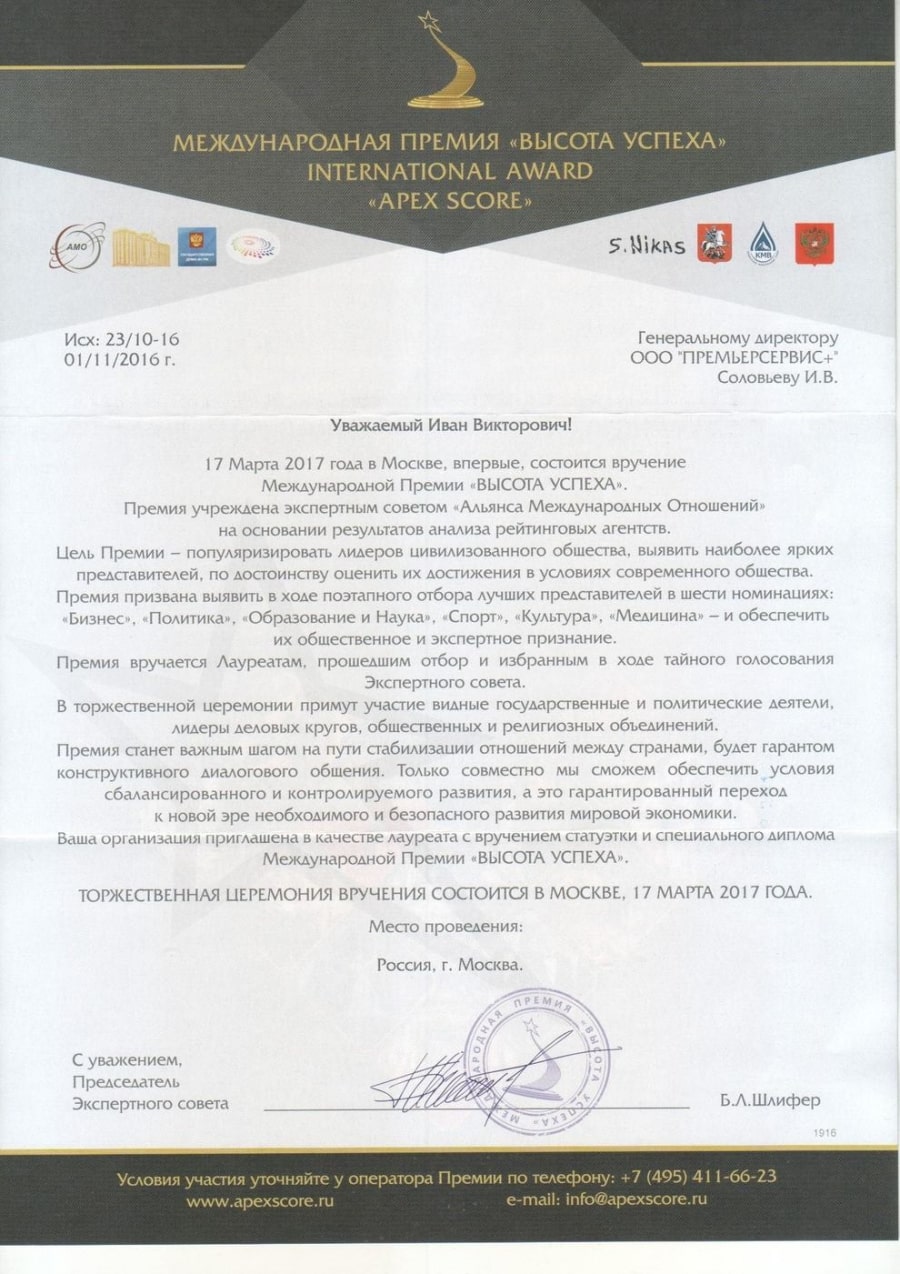 МЕЖДУНАРОДНАЯ ПРЕМИЯ «ВЫСОТА УСПЕХА»
INTERNATIONAL AWARD
«APEX SCORE»
АМО
S.Nikas
КМВ
Исх: 23/10-16
01/11/2016 г.
Генеральному директору
ООО "ПРЕМЬЕРСЕРВИС+"
Соловьеву И.В.
Уважаемый Иван Викторович!
17 Марта 2017 года в Москве, впервые, состоится вручение
Международной Премии «ВЫСОТА УСПЕХА».
Премия учреждена экспертным советом «Альянса Международных Отношений»
на основании результатов анализа рейтинговых агентств.
Цель Премии – популяризировать лидеров цивилизованного общества, выявить наиболее ярких
представителей, по достоинству оценить их достижения в условиях современного общества.
Премия призвана выявить в ходе поэтапного отбора лучших представителей в шести номинациях:
«Бизнес», «Политика», «Образование и Наука», «Спорт», «Культура», «Медицина» – и обеспечить
их общественное и экспертное признание.
Премия вручается Лауреатам, прошедшим отбор и избранным в ходе тайного голосования
Экспертного совета.
В торжественной церемонии примут участие видные государственные и политические деятели,
лидеры деловых кругов, общественных и религиозных объединений.
Премия станет важным шагом на пути стабилизации отношений между странами, будет гарантом
конструктивного диалогового общения. Только совместно мы сможем обеспечить условия
сбалансированного и контролируемого развития, а это гарантированный переход
к новой эре необходимого и безопасного развития мировой экономики.
Ваша организация приглашена в качестве лауреата с вручением статуэтки и специального диплома
Международной Премии «ВЫСОТА УСПЕХА».
ТОРЖЕСТВЕННАЯ ЦЕРЕМОНИЯ ВРУЧЕНИЯ СОСТОИТСЯ В МОСКВЕ, 17 МАРТА 2017 ГОДА.
Место проведения:
Россия, г. Москва.
МЕЖДУНАРОДНАЯ ПРЕМИЯ «ВЫСОТА УСПЕХА»
С уважением,
Председатель
Экспертного совета
Б.Л.Шлифер
1916
Условия участия уточняйте у оператора Премии по телефону: +7 (495) 411-66-23
www.apexscore.ru
e-mail: info@apexscore.ru